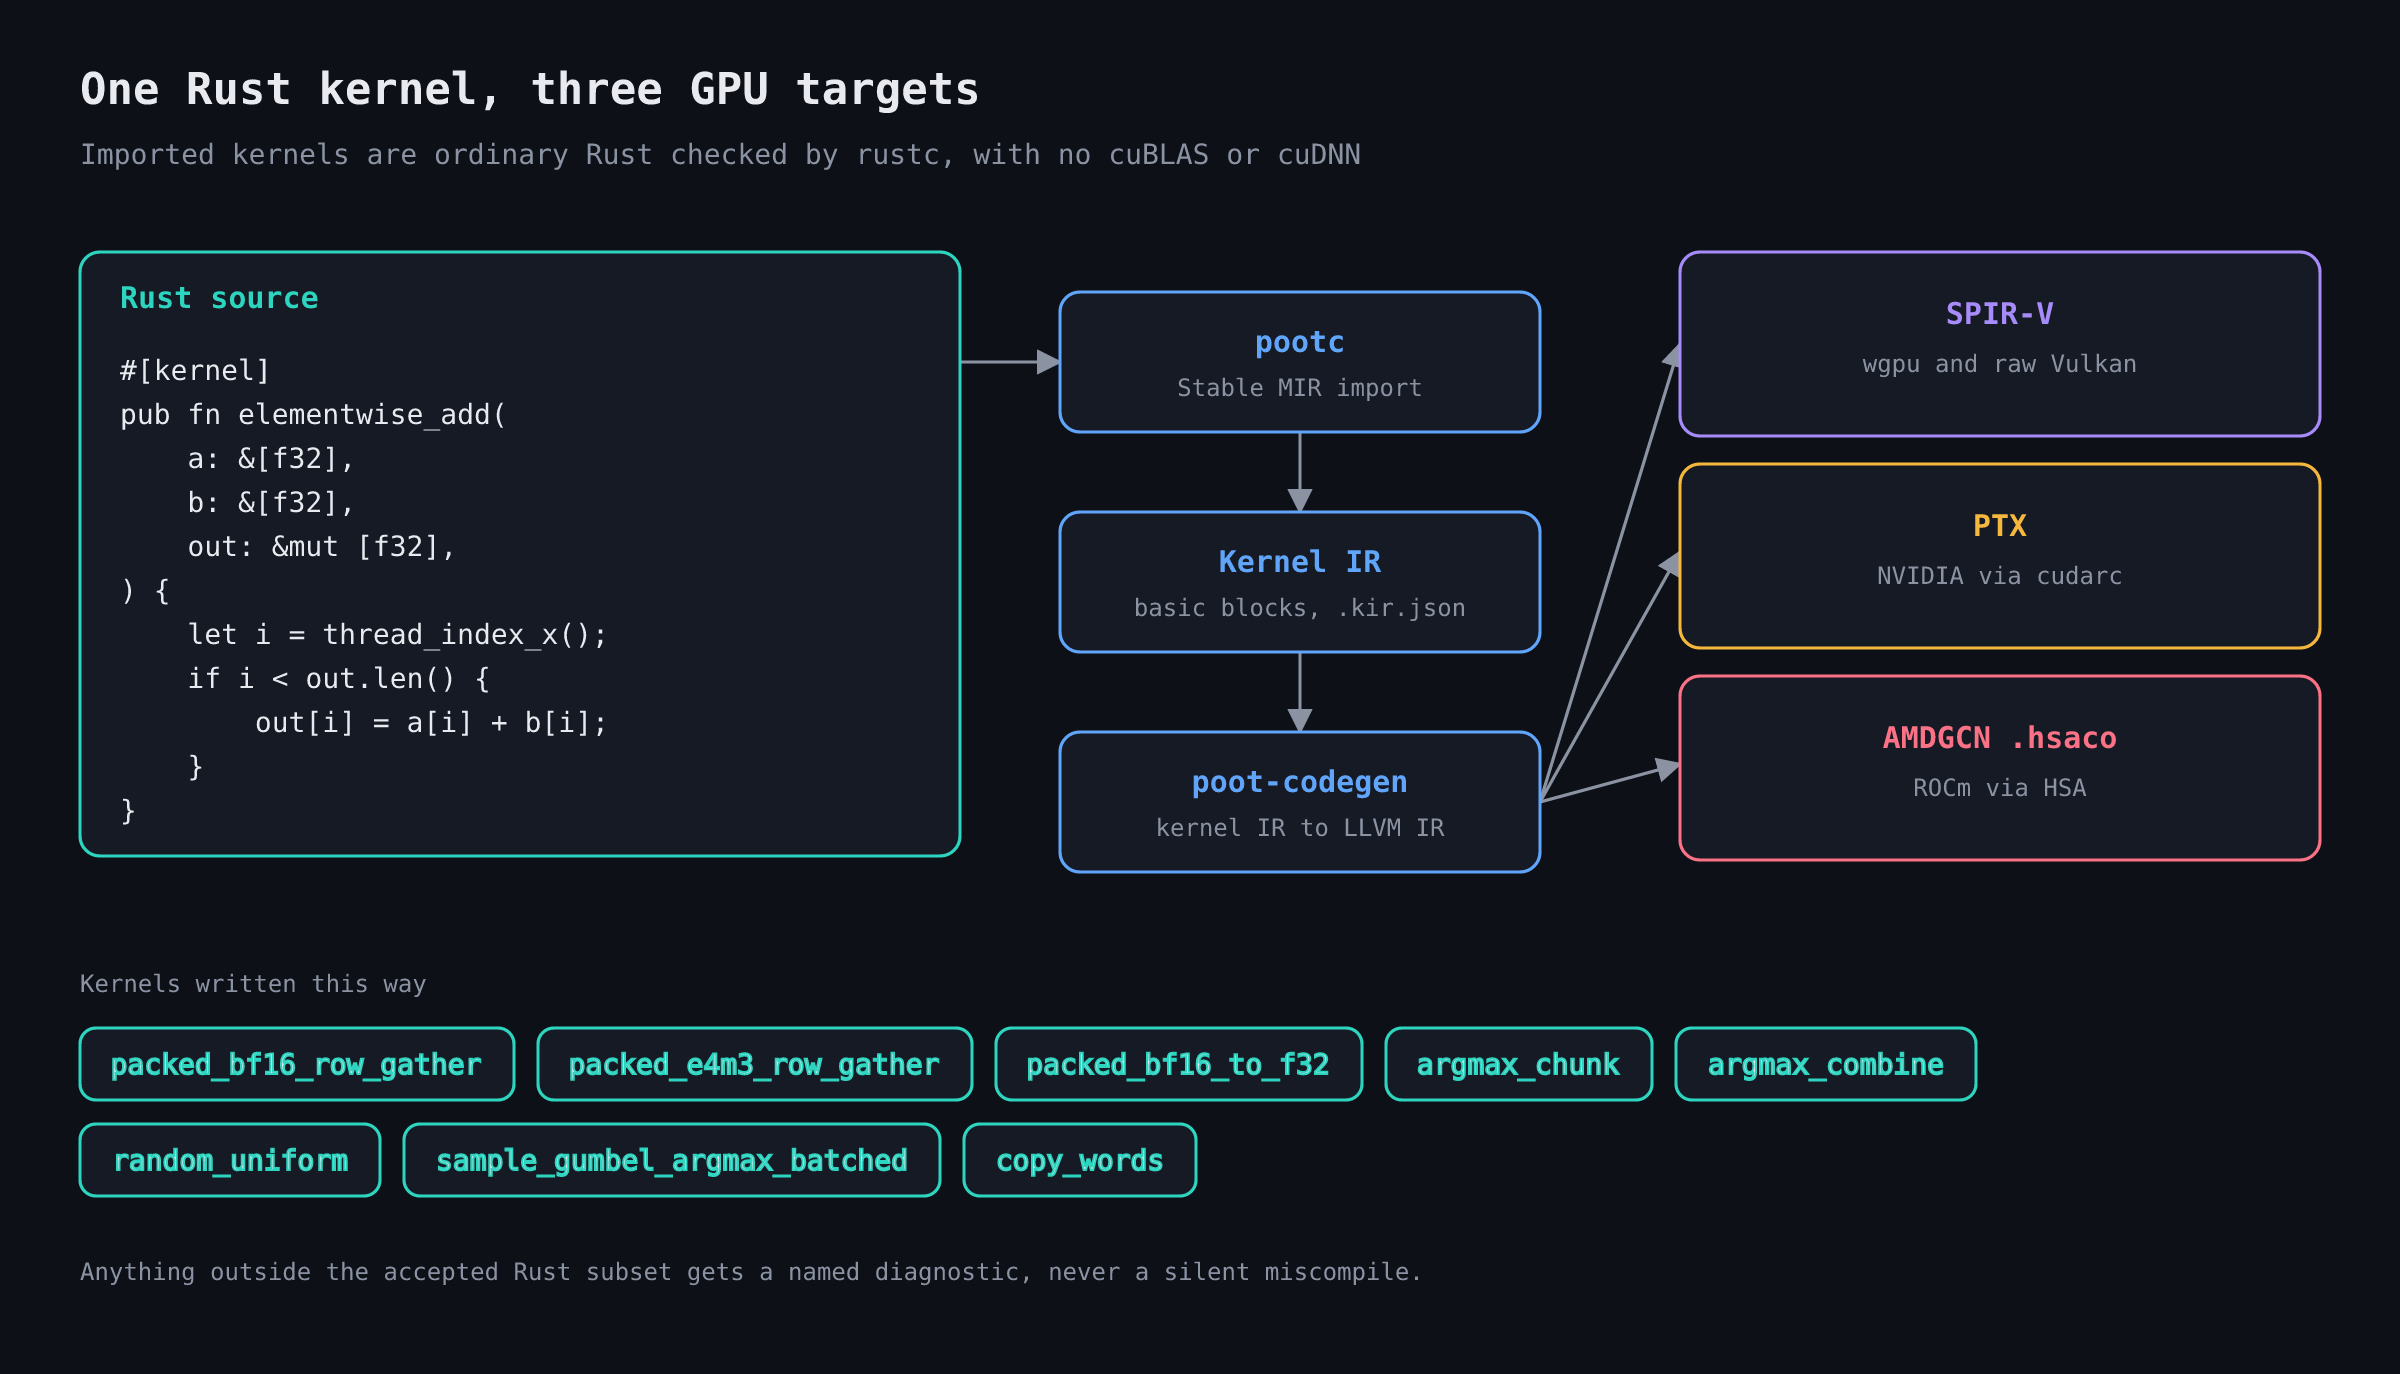 One Rust kernel, three GPU targets
Imported kernels are ordinary Rust checked by rustc, with no cuBLAS or cuDNN
Rust source
#[kernel]
pub fn elementwise_add(
    a: &[f32],
    b: &[f32],
    out: &mut [f32],
) {
    let i = thread_index_x();
    if i < out.len() {
        out[i] = a[i] + b[i];
    }
}
pootc
Stable MIR import
Kernel IR
basic blocks, .kir.json
poot-codegen
kernel IR to LLVM IR
SPIR-V
wgpu and raw Vulkan
PTX
NVIDIA via cudarc
AMDGCN .hsaco
ROCm via HSA
Kernels written this way
packed_bf16_row_gather
packed_e4m3_row_gather
packed_bf16_to_f32
argmax_chunk
argmax_combine
random_uniform
sample_gumbel_argmax_batched
copy_words
Anything outside the accepted Rust subset gets a named diagnostic, never a silent miscompile.